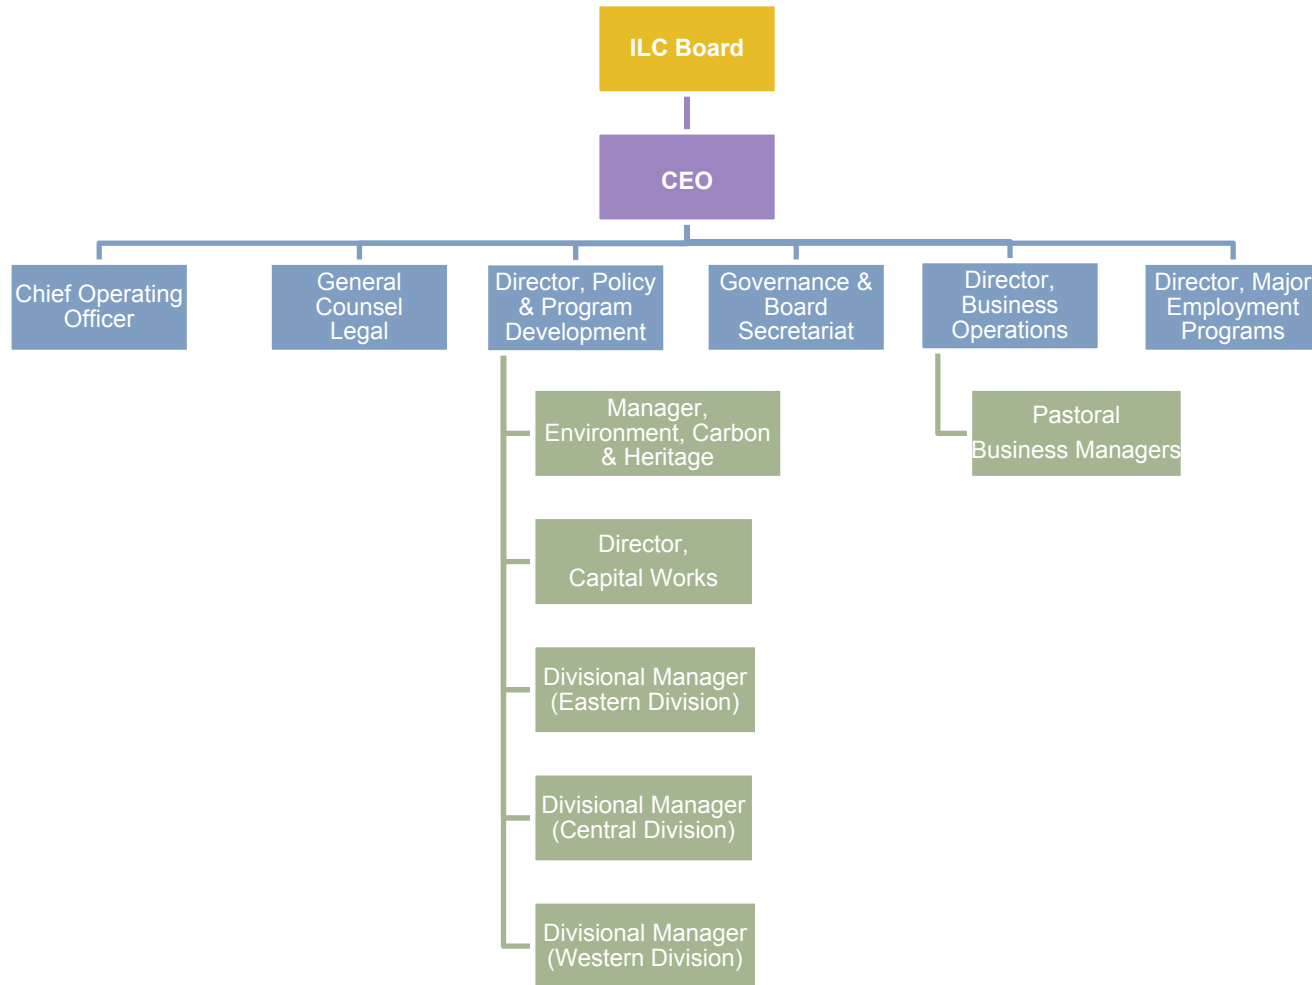 ILC Board
CEO
Chief Operating
Officer
General
Counsel
Legal
Director, Policy
& Program
Development
Governance &
Board
Secretariat
Director,
Business
Operations
Director, Major
Employment
Programs
Manager,
Environment, Carbon
& Heritage
Pastoral
Business Managers
Director,
Capital Works
Divisional Manager
(Eastern Division)
Divisional Manager
(Central Division)
Divisional Manager
(Western Division)